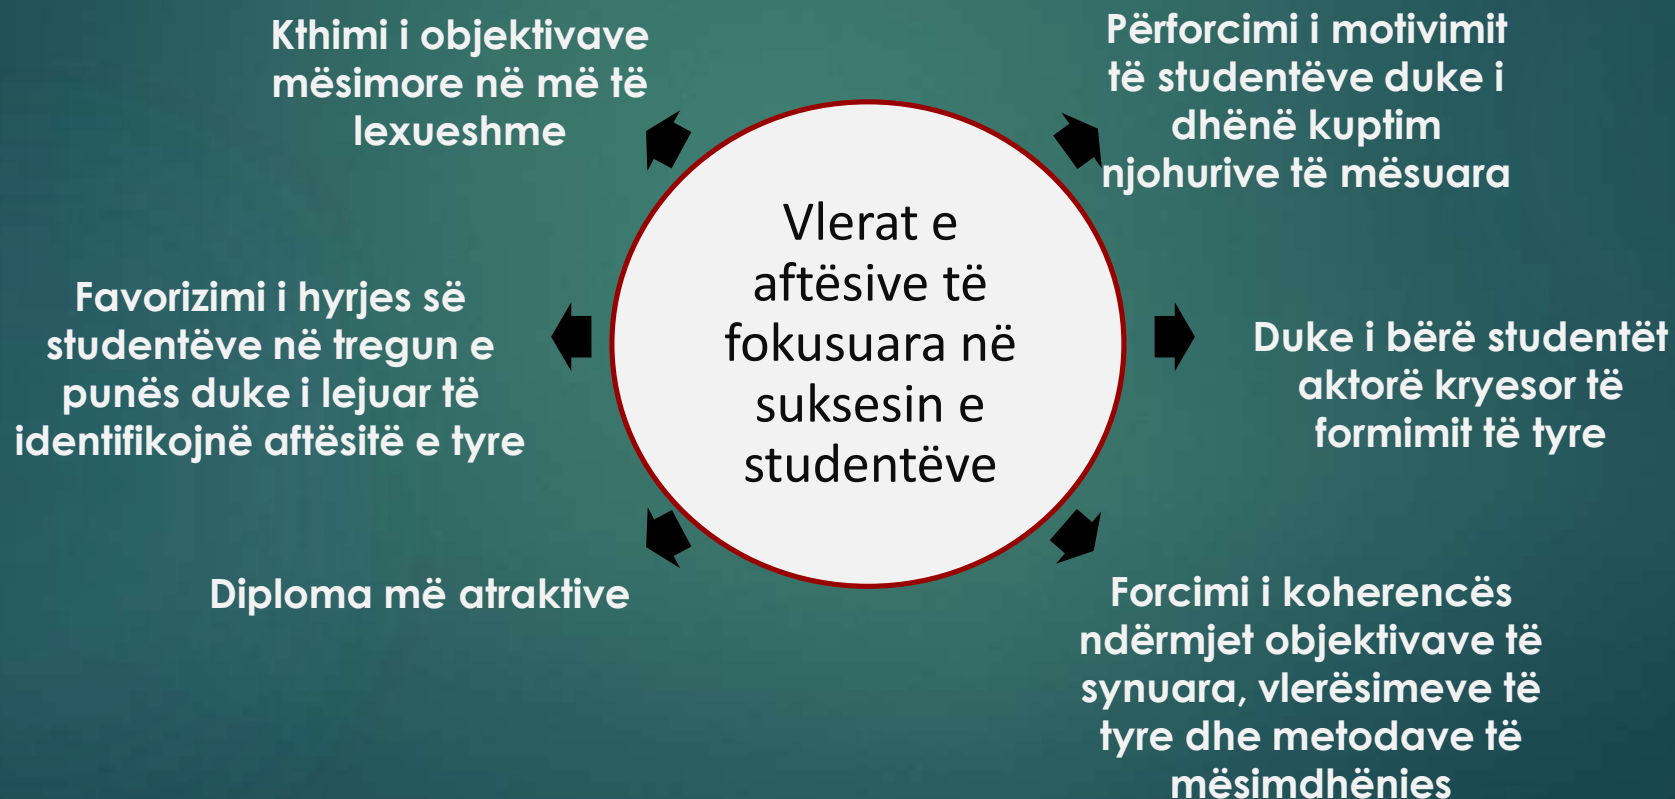 Kthimi i objektivave
mësimore në më të
lexueshme
Përforcimi i motivimit
të studentëve duke i
dhënë kuptim
njohurive të mësuara
Vlerat e
aftësive të
fokusuara në
suksesin e
studentëve
Favorizimi i hyrjes së
studentëve në tregun e
punës duke i lejuar të
identifikojnë aftësitë e tyre
Duke i bërë studentët
aktorë kryesor të
formimit të tyre
Diploma më atraktive
Forcimi i koherencës
ndërmjet objektivave të
synuara, vlerësimeve të
tyre dhe metodave të
mësimdhënies